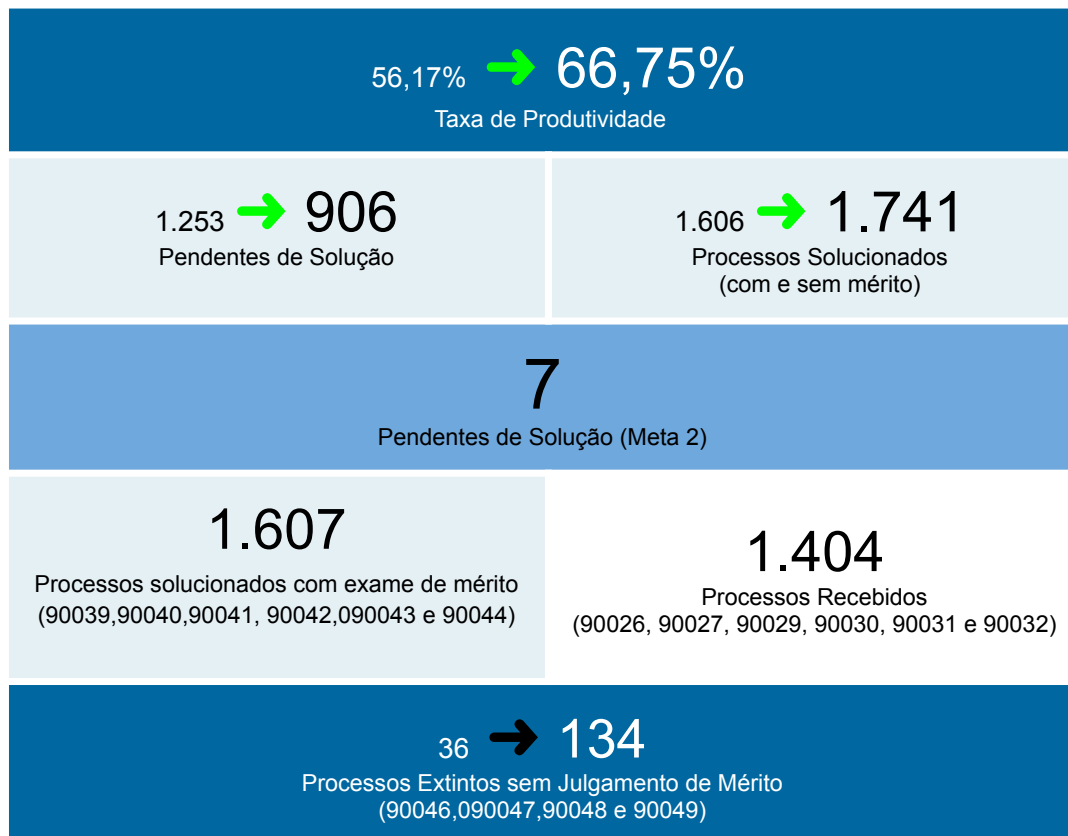 56,17% ➜ 66,75%
Taxa de Produtividade
1.253 ➜ 906
Pendentes de Solução
1.606 ➜ 1.741
Processos Solucionados
(com e sem mérito)
7
Pendentes de Solução (Meta 2)
1.607
Processos solucionados com exame de mérito
(90039,90040,90041, 90042,090043 e 90044)
1.404
Processos Recebidos
(90026, 90027, 90029, 90030, 90031 e 90032)
36 ➜ 134
Processos Extintos sem Julgamento de Mérito
(90046,090047,90048 e 90049)